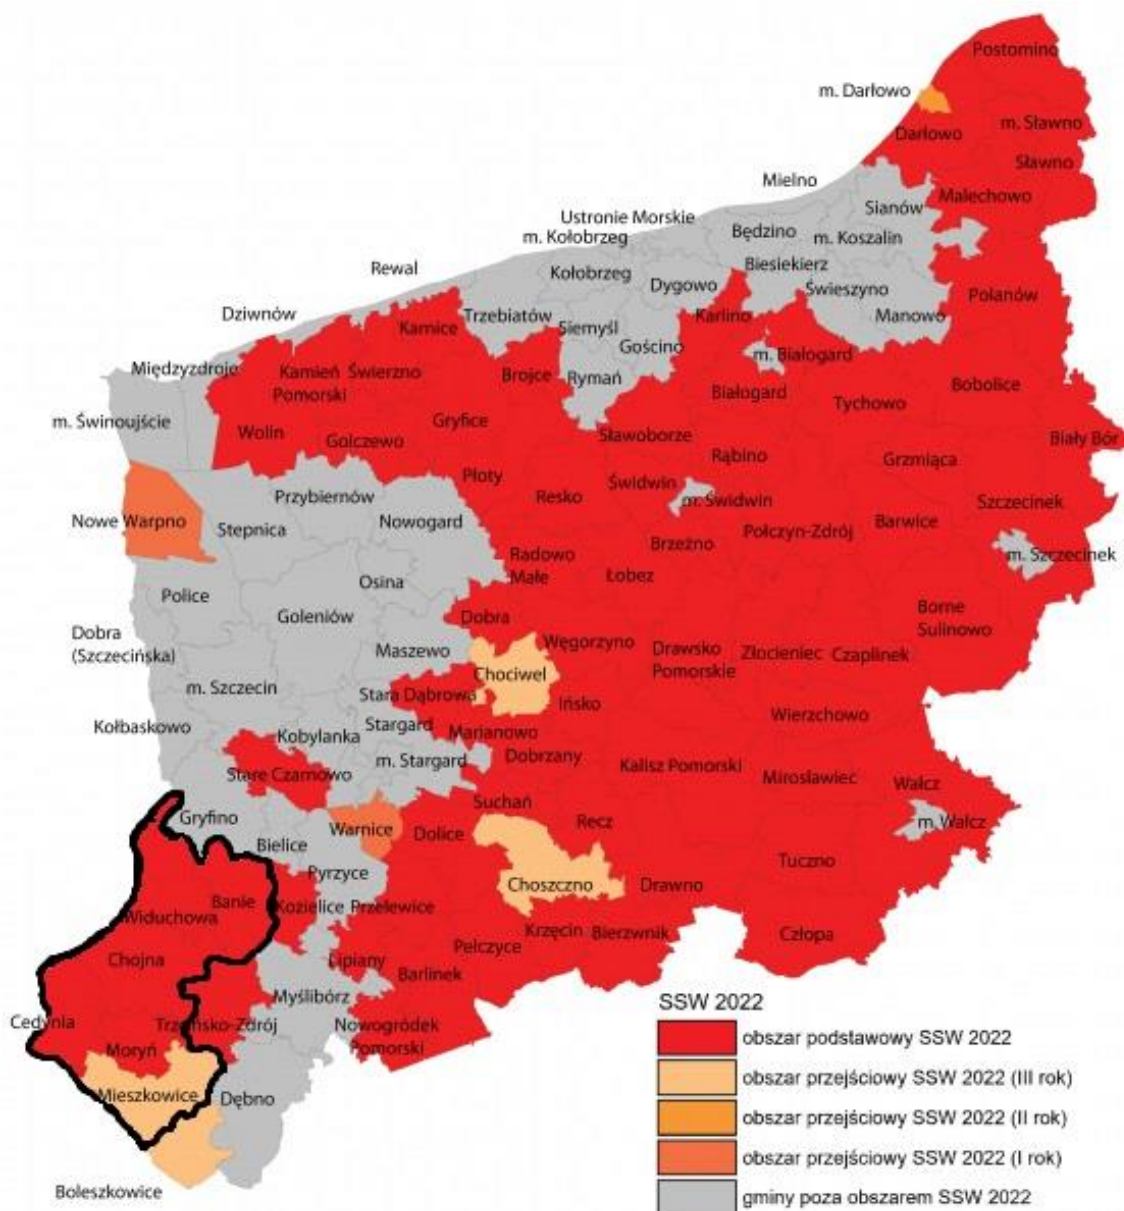 Postomino
m. Darłowo
Darłowo
m. Sławno
Sławno
Mielno
Malechowo
Sianów
Ustronie Morskie
m. Kołobrzeg
Będzino
m. Koszalin
Rewal
Kołobrzeg
Biesiekierz
Dygowo
Świeszyno
Polanów
Dziwnów
Trzebiatów
Karlino
Manowo
Karnice
Siemyśl
Gościno
m. Białogard
Międzyzdroje
Kamień
Pomorski
Świerzno
Brojce
Rymań
Białogard
Tychowo
Bobolice
m. Świnoujście
Wolin
Golczewo
Gryfice
Sławoborze
Biały Bór
Rąbino
Grzmiąca
Płoty
Resko
Świdwin
m. Świdwin
Szczecinek
Przybiernów
Nowe Warpno
Stepnica
Nowogard
Brzeżno
Połczyn-Zdrój
Barwice
Radowo
Małe
m. Szczecinek
Osina
Łobez
Police
Goleniów
Dobra
Borne
Sulinowo
Dobra
(Szczecińska)
Maszewo
Węgorzyno
Drawsko
Pomorskie
Złocieniec
Czaplinek
Chociwel
m. Szczecin
Stara Dąbrowa
Ińsko
Kołbaskowo
Stargard
Marianowo
Wierzchowo
Kobylanka
m. Stargard
Dobrzany
Kalisz Pomorski
Stare Czarnowo
Mirosławiec
Wałcz
Gryfino
Suchań
Recz
m. Wałcz
Warnice
Dolice
Bielice
Pyrzyce
Tuczno
Choszczno
Drawno
Banie
Kozielice
Przelewice
Widuchowa
Krzęcin
Bierzwnik
Człopa
Pełczyce
Chojna
Lipiany
Barlinek
Myślibórz
Cedynia
Trzcińsko-Zdrój
Nowogródek
Pomorski
Moryń
Mieszkowice
Dębno
Boleszkowice
SSW 2022
obszar podstawowy SSW 2022
obszar przejściowy SSW 2022 (III rok)
obszar przejściowy SSW 2022 (II rok)
obszar przejściowy SSW 2022 (I rok)
gminy poza obszarem SSW 2022